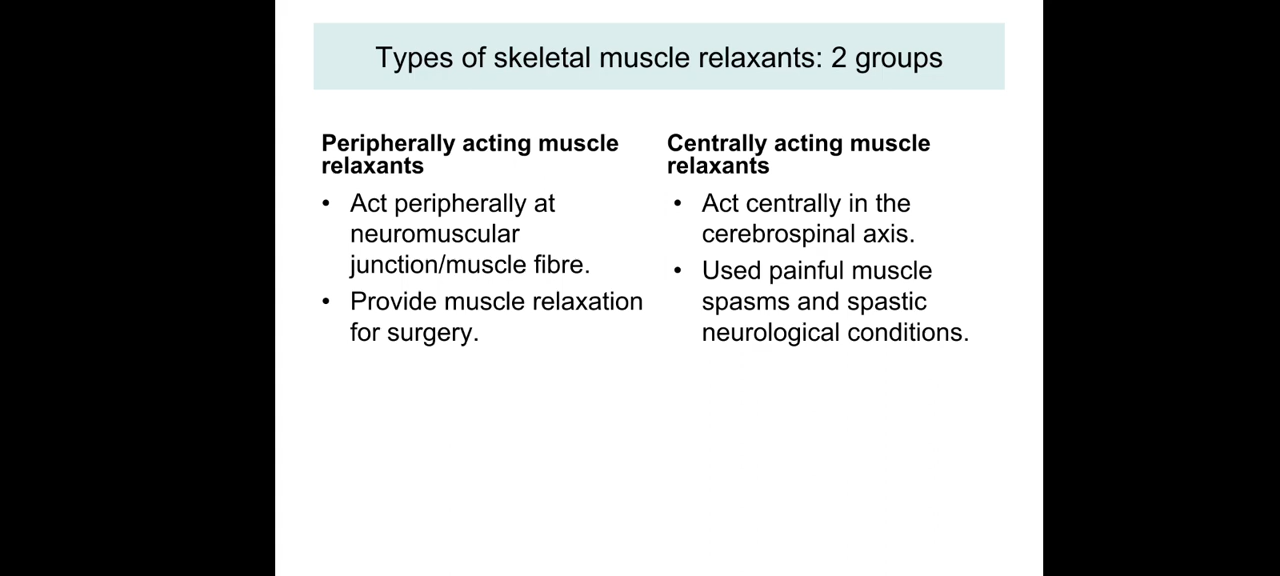 Types of skeletal muscle relaxants: 2 groups
Peripherally acting muscle
relaxants
• Act peripherally at
neuromuscular
junction/muscle fibre.
• Provide muscle relaxation
for surgery.
Centrally acting muscle
relaxants
• Act centrally in the
cerebrospinal axis.
• Used painful muscle
spasms and spastic
neurological conditions.